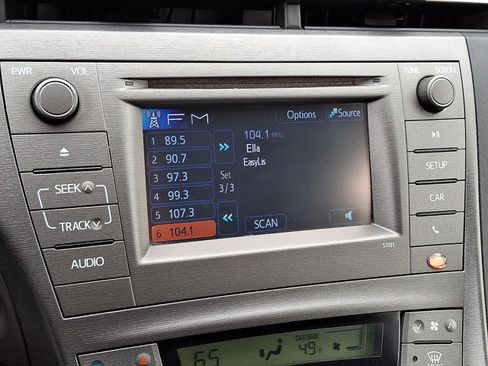 PWR VOL
TUNE SCROLL
FM Options Source
1 89.5
2 90.7
3 97.3
4 99.3
5 107.3
6 104.1
>>
<<
104.1 MHz
Ella
EasyLis
Set
3/3
SCAN
57031
SEEK
TRACK
AUDIO
SETUP
CAR
65
OUTSIDE
49°F